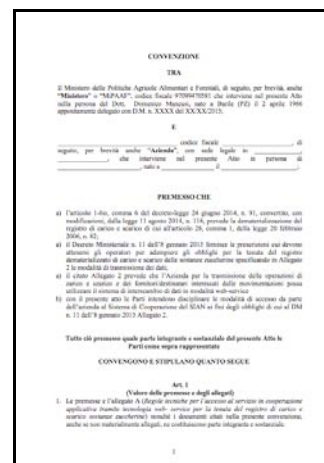 CONVENZIONE
TRA
Il Ministero delle Politiche Agricole Alimentari e Forestali, di seguito, per brevità, anche
"Ministero" o "MiPAAF", codice fiscale 97099470581 che interviene nel presente Atto
nella persona del Dott. Domenico Mancusi, nato a Baile (PZ) il 2 aprile 1966
appositamente delegato con D.M. n. XXXX del XX/XX/2015;
E
codice fiscale , di
seguito, per brevità anche "Azienda", con sede legale in ,
, che interviene nel presente Atto in persona di
, nato a il ,
PREMESSO CHE
a) l'articolo 1-bis, comma 6 del decreto-legge 24 giugno 2014, n. 91, convertito, con
modificazioni, dalla legge 11 agosto 2014, n. 116, prevede la dematerializzazione del
registro di carico e scarico di cui all'articolo 28, comma 1, della legge 20 febbraio
2006, n. 82;
a) il Decreto Ministeriale n. 11 dell'8 gennaio 2015 fornisce le prescrizioni cui devono
attenersi gli operatori per adempiere gli obblighi per la tenuta del registro
dematerializzato di carico e scarico delle sostanze zuccherine specificando in Allegato
2 le modalità di trasmissione dei dati,
a) il citato Allegato 2 prevede che l'Azienda per la trasmissione delle operazioni di
carico e scarico e dei fornitori/destinatari interessati dalle movimentazioni possa
utilizzare il sistema di interscambio di dati in modalità web-service
b) con il presente atto le Parti intendono disciplinare le modalità di accesso da parte
dell'azienda al Sistema di Cooperazione del SIAN ai fini degli obblighi di cui al DM
n. 11 dell'8 gennaio 2015 Allegato 2.
Tutto ciò premesso quale parte integrante e sostanziale del presente Atto le
Parti come sopra rappresentate
CONVENGONO E STIPULANO QUANTO SEGUE
Art. 1
(Valore delle premesse e degli allegati)
1. Le premesse e l'allegato A (Regole tecniche per l'accesso al servizio in cooperazione
applicativa tramite tecnologia web- service per la tenuta del registro di carico e
scarico sostanze zuccherine) nonché i documenti citati nella presente convenzione,
anche se non materialmente allegati, ne costituiscono parte integrante e sostanziale.
1